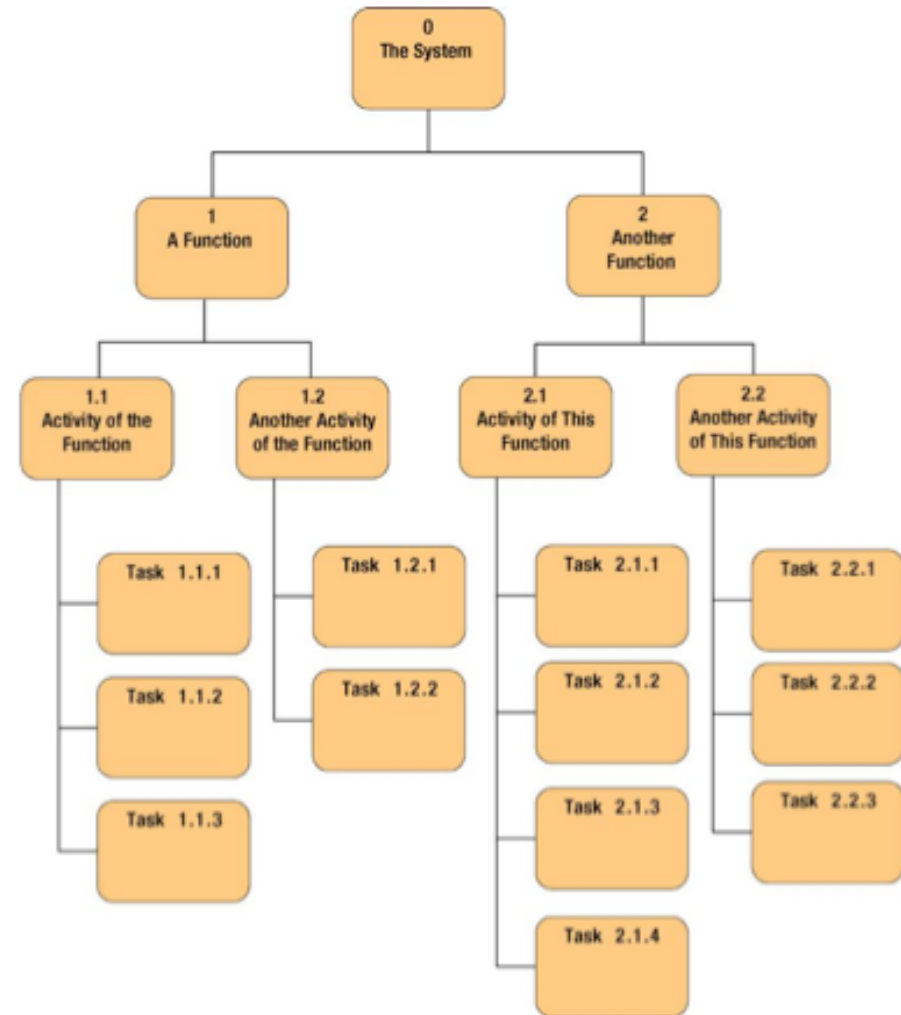 0
The System
1
A Function
2
Another
Function
1.1
Activity of the
Function
1.2
Another Activity
of the Function
2.1
Activity of This
Function
2.2
Another Activity
of This Function
Task 1.1.1
Task 1.1.2
Task 1.1.3
Task 1.2.1
Task 1.2.2
Task 2.1.1
Task 2.1.2
Task 2.1.3
Task 2.1.4
Task 2.2.1
Task 2.2.2
Task 2.2.3